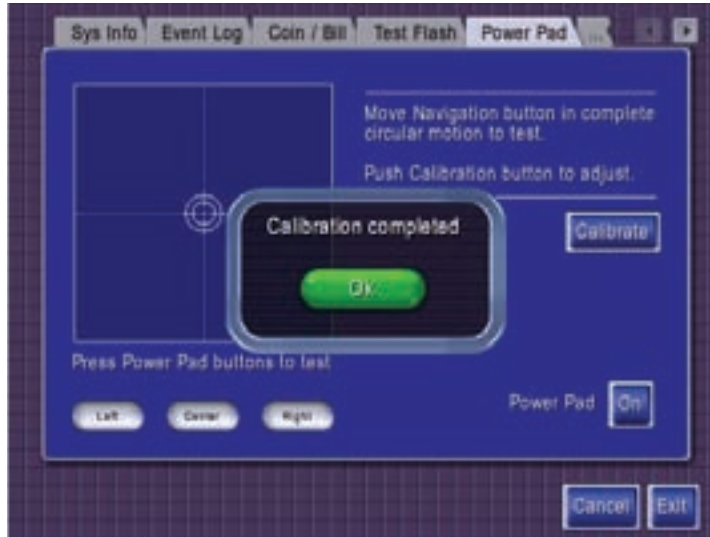 Sys Info Event Log Coin / Bill Test Flash Power Pad ...
Move Navigation button in complete
circular motion to test.
Push Calibration button to adjust.
Calibration completed
Calibrate
Ok
Press Power Pad buttons to test
Left Center Right
Power Pad On
Cancel Exit